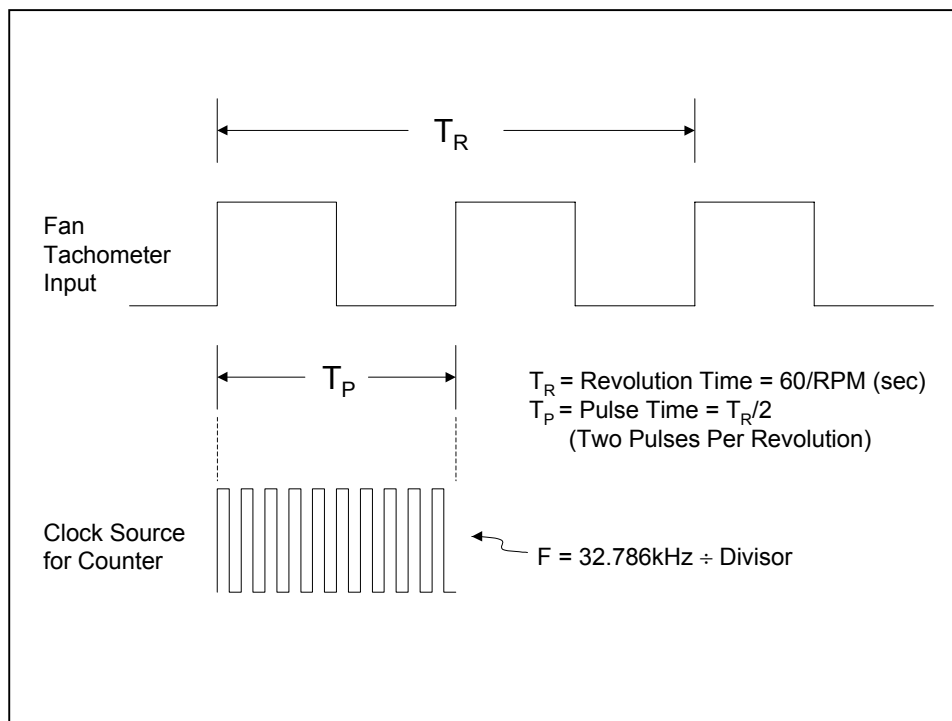 T_R
Fan
Tachometer
Input
T_P
T_R = Revolution Time = 60/RPM (sec)
T_P = Pulse Time = T_R/2
(Two Pulses Per Revolution)
Clock Source
for Counter
F = 32.786kHz ÷ Divisor